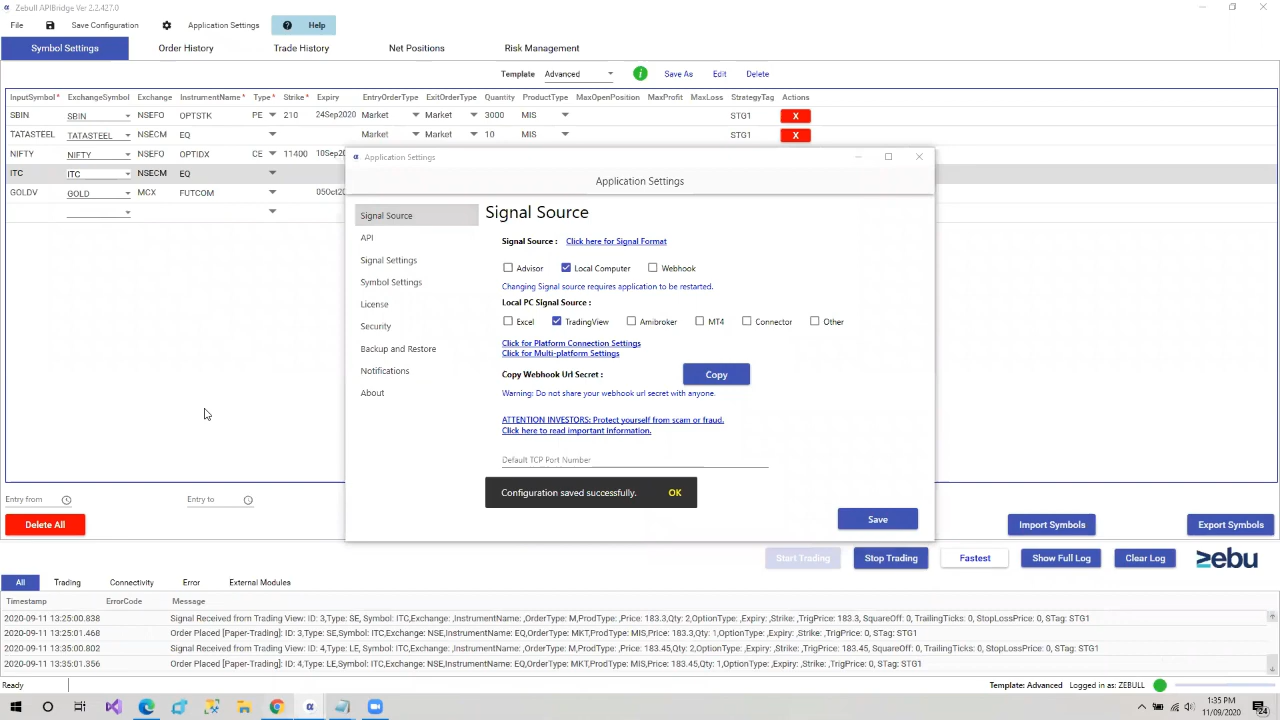 Zebull APIBridge Ver 2.2.427.0
File Save Configuration Application Settings Help
Symbol Settings Order History Trade History Net Positions Risk Management
Template Advanced Save As Edit Delete
InputSymbol* ExchangeSymbol Exchange InstrumentName* Type* Strike* Expiry EntryOrderType ExitOrderType Quantity ProductType MaxOpenPosition MaxProfit MaxLoss StrategyTag Actions
SBIN SBIN NSEFO OPTSTK PE 210 24Sep2020 Market Market 3000 MIS STG1 X
TATASTEEL TATASTEEL NSECM EQ Market Market 10 MIS STG1 X
NIFTY NIFTY NSEFO OPTIDX CE 11400 10Sep
ITC ITC NSECM EQ
GOLDV GOLD MCX FUTCOM 05Oct20
Application Settings
Application Settings
Signal Source
API
Signal Settings
Symbol Settings
License
Security
Backup and Restore
Notifications
About
Signal Source
Signal Source : Click here for Signal Format
Advisor Local Computer Webhook
Changing Signal source requires application to be restarted.
Local PC Signal Source :
Excel TradingView Amibroker MT4 Connector Other
Click for Platform Connection Settings
Click for Multi-platform Settings
Copy Webhook Url Secret : Copy
Warning: Do not share your webhook url secret with anyone.
ATTENTION INVESTORS: Protect yourself from scam or fraud.
Click here to read important information.
Default TCP Port Number
Configuration saved successfully. OK
Save
Entry from Entry to
Delete All Import Symbols Export Symbols
Start Trading Stop Trading Fastest Show Full Log Clear Log zebu
All Trading Connectivity Error External Modules
Timestamp ErrorCode Message
2020-09-11 13:25:00.838 Signal Received from Trading View: ID: 3,Type: SE, Symbol: ITC,Exchange: ,InstrumentName: ,OrderType: M,ProdType: ,Price: 183.3,Qty: 2,OptionType: ,Expiry: ,Strike: ,TrigPrice: 183.3, SquareOff: 0, TrailingTicks: 0, StopLossPrice: 0, STag: STG1
2020-09-11 13:25:01.468 Order Placed [Paper-Trading]: ID: 3,Type: SE,Symbol: ITC,Exchange: NSE,InstrumentName: EQ,OrderType: MKT,ProdType: MIS,Price: 183.3,Qty: 1,OptionType: ,Expiry: ,Strike: ,TrigPrice: 0, STag: STG1
2020-09-11 13:35:00.802 Signal Received from Trading View: ID: 4,Type: LE, Symbol: ITC,Exchange: ,InstrumentName: ,OrderType: M,ProdType: ,Price: 183.45,Qty: 2,OptionType: ,Expiry: ,Strike: ,TrigPrice: 183.45, SquareOff: 0, TrailingTicks: 0, StopLossPrice: 0, STag: STG1
2020-09-11 13:35:01.356 Order Placed [Paper-Trading]: ID: 4,Type: LE,Symbol: ITC,Exchange: NSE,InstrumentName: EQ,OrderType: MKT,ProdType: MIS,Price: 183.45,Qty: 1,OptionType: ,Expiry: ,Strike: ,TrigPrice: 0, STag: STG1
Ready Template: Advanced Logged in as: ZEBULL
1:35 PM
11/09/2020
24